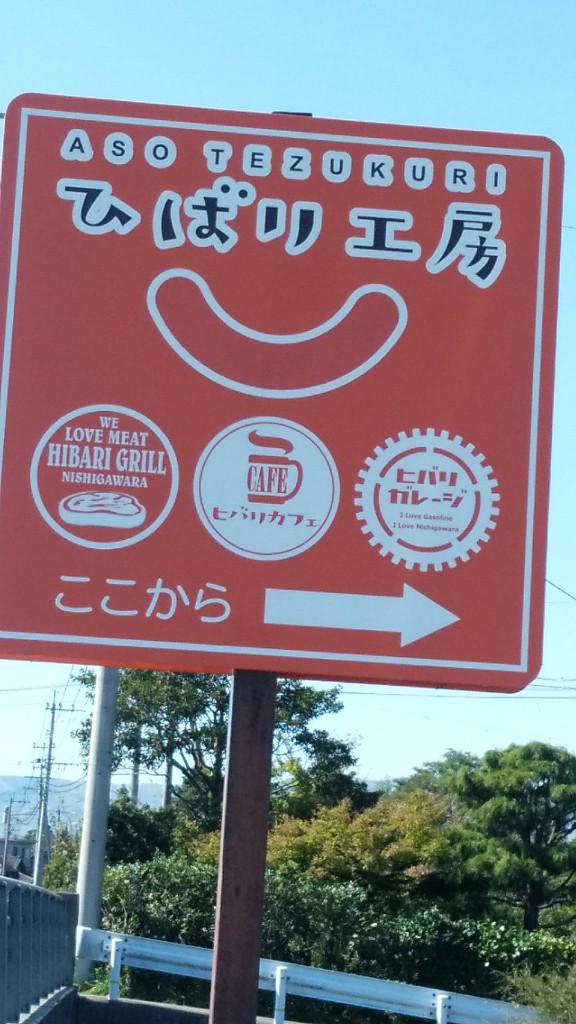 ASO TEZUKURI
ひばり工房
WE
LOVE MEAT
HIBARI GRILL
NISHIGAWARA
CAFE
ヒバリカフェ
ヒバリ
ガレージ
I Love Gasoline
I Love Nishigawara
ここから